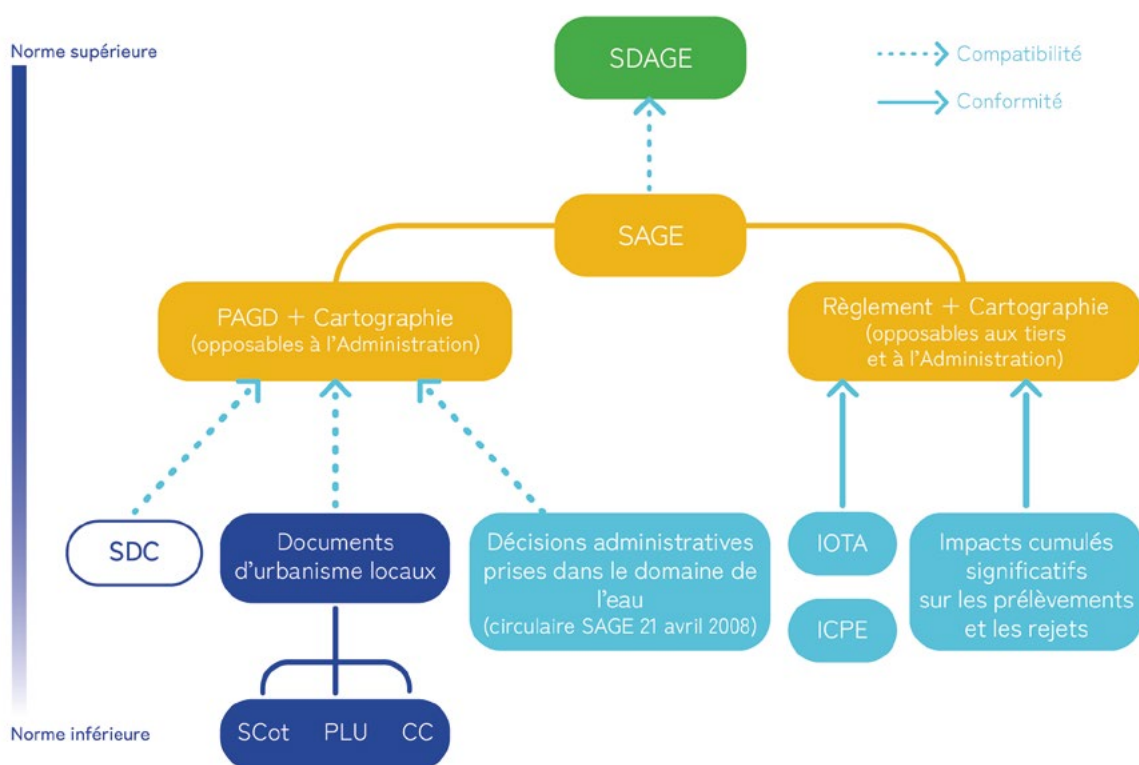 Norme supérieure
SDAGE
Compatibilité
Conformité
SAGE
PAGD + Cartographie
(opposables à l'Administration)
Règlement + Cartographie
(opposables aux tiers
et à l'Administration)
SDC
Documents
d'urbanisme locaux
Décisions administratives
prises dans le domaine de
l'eau
(circulaire SAGE 21 avril 2008)
IOTA
ICPE
Impacts cumulés
significatifs
sur les prélèvements
et les rejets
SCot PLU CC
Norme inférieure